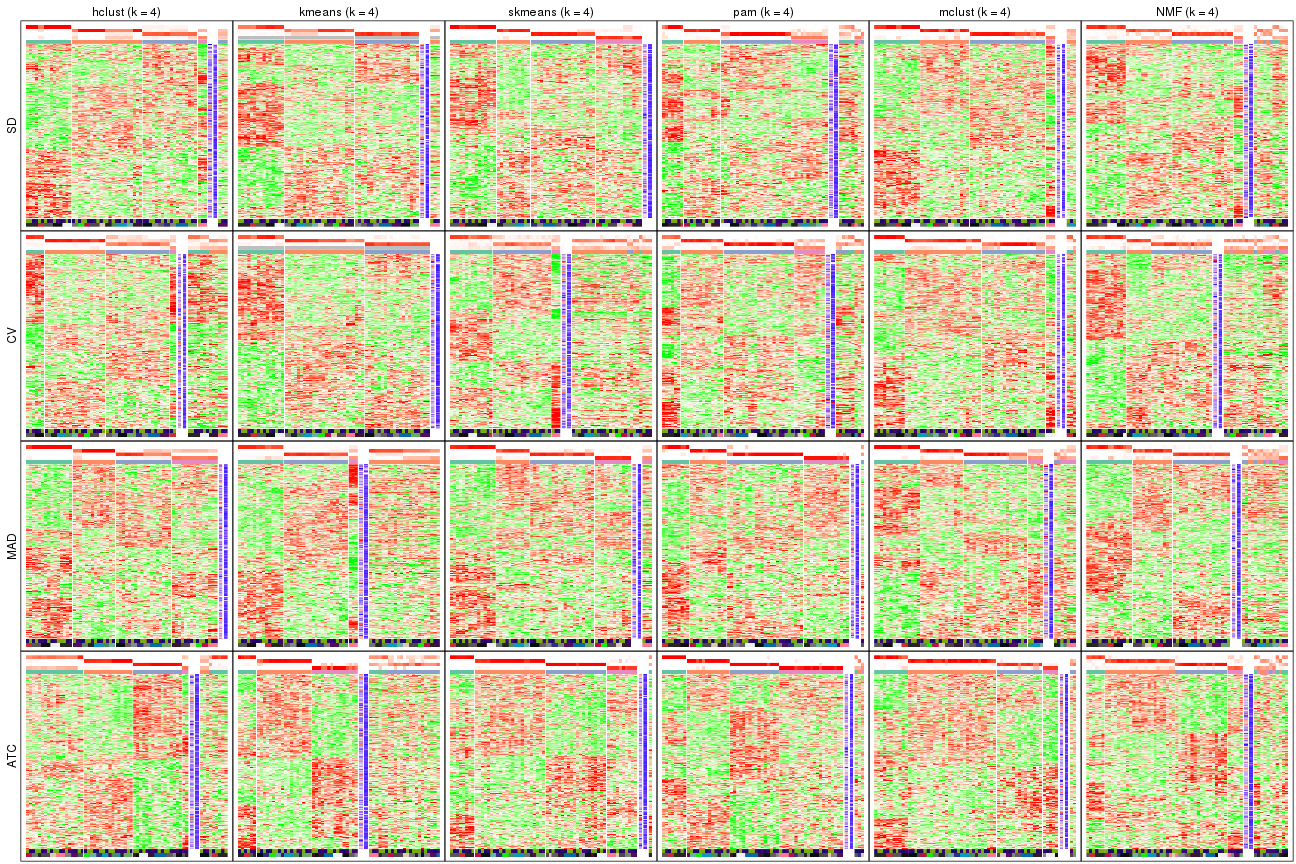 hclust (k = 4) kmeans (k = 4) skmeans (k = 4) pam (k = 4) mclust (k = 4) NMF (k = 4)
SD
CV
MAD
ATC